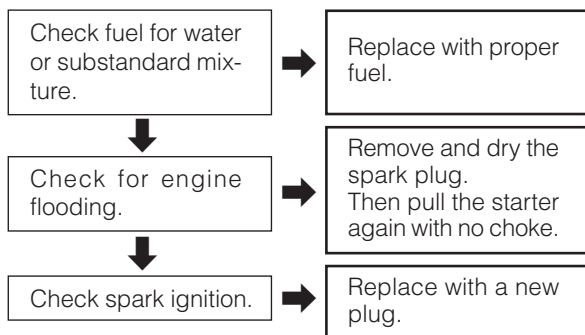 Check fuel for water
or substandard mix-
ture.
Replace with proper
fuel.
Check for engine
flooding.
Remove and dry the
spark plug.
Then pull the starter
again with no choke.
Check spark ignition.
Replace with a new
plug.